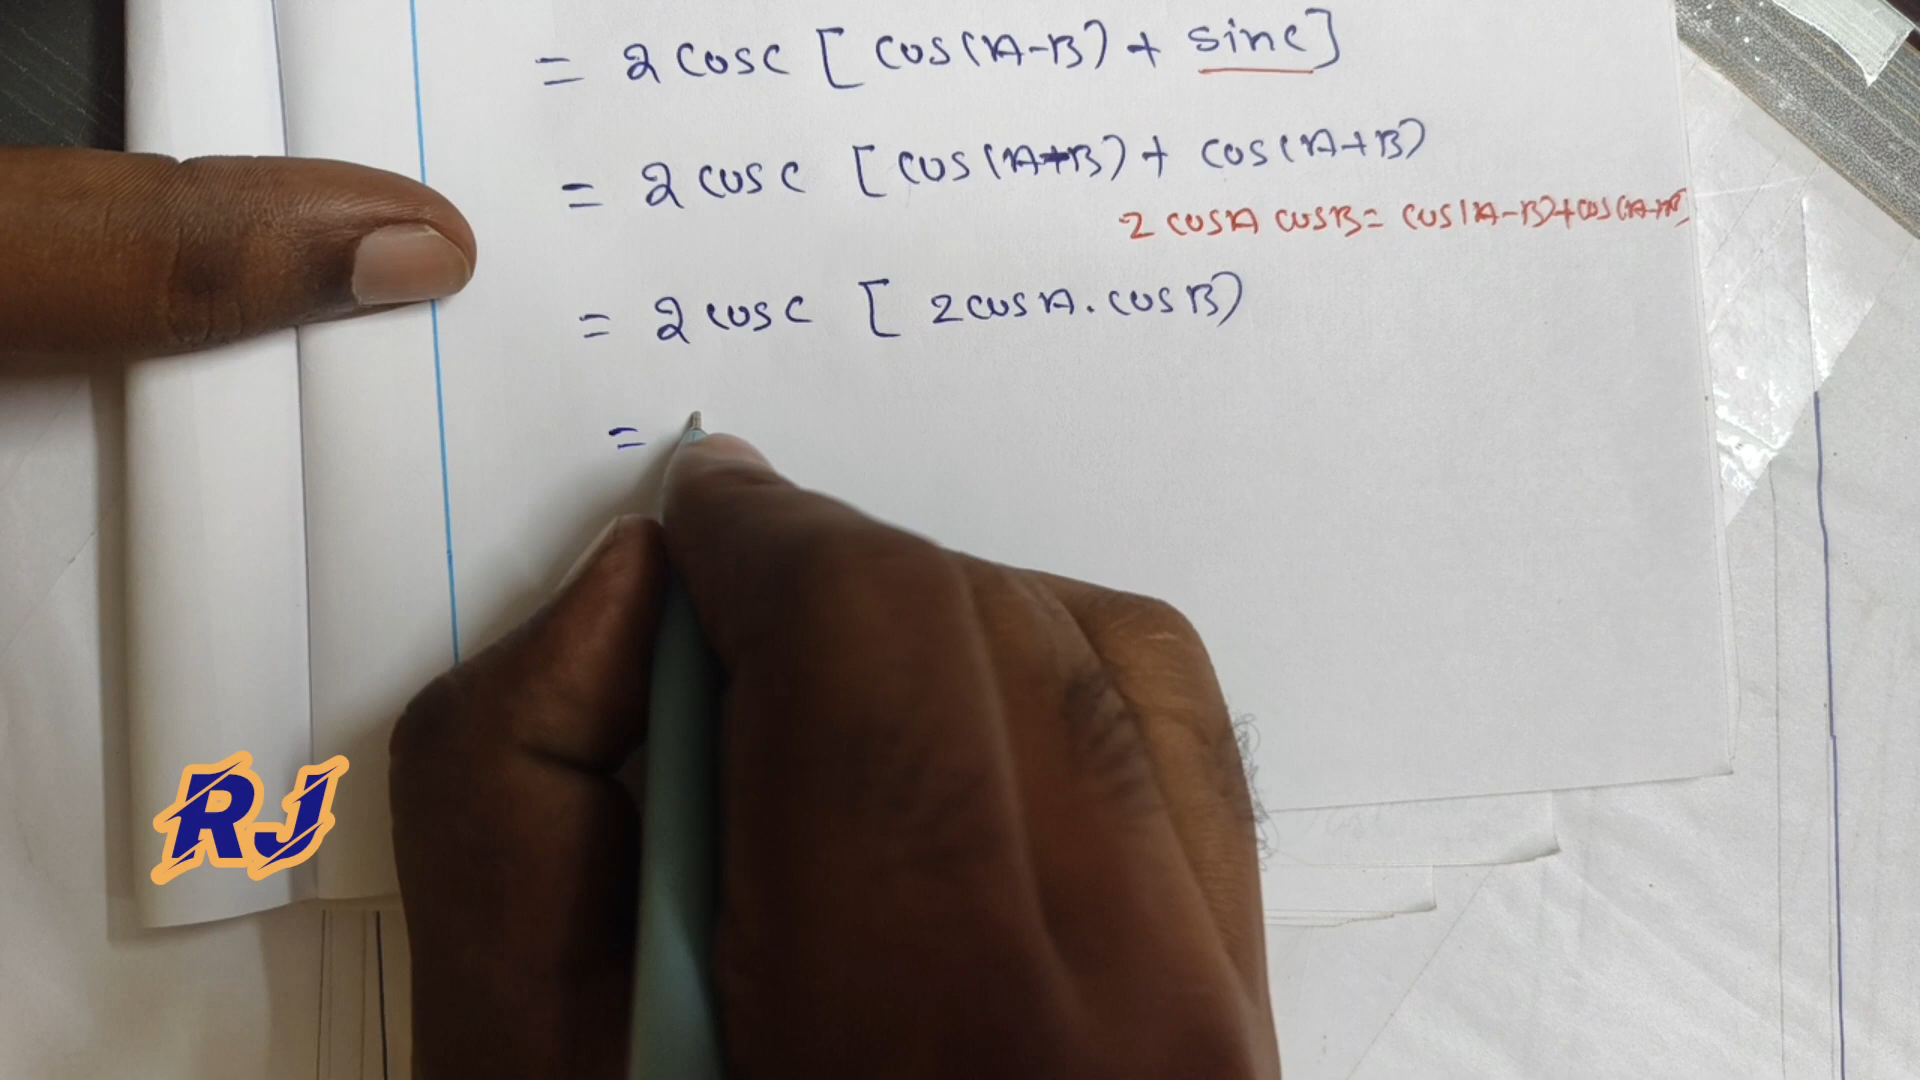 = 2 cosc [ cos(A-B) + sinc]
= 2 cosc [cos(A-B) + cos(A+B)
2 cosA cosB = cos(A-B)+cos(A+B)
= 2 cosc [ 2cosA.cosB)
=
RJ